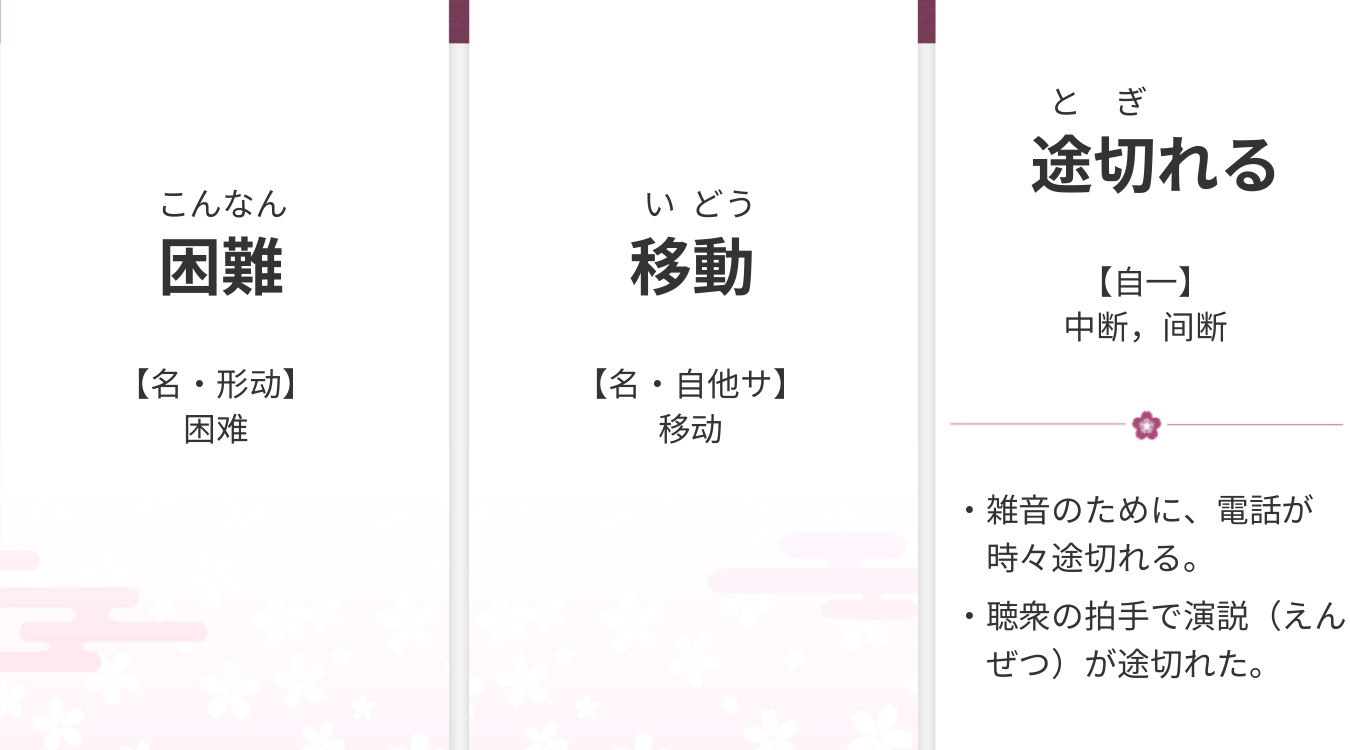 こんなん
困難
【名・形动】
困难
い どう
移動
【名・自他サ】
移动
と ぎ
途切れる
【自一】
中断，间断
・雑音のために、電話が
時々途切れる。
・聴衆の拍手で演説（えん
ぜつ）が途切れた。